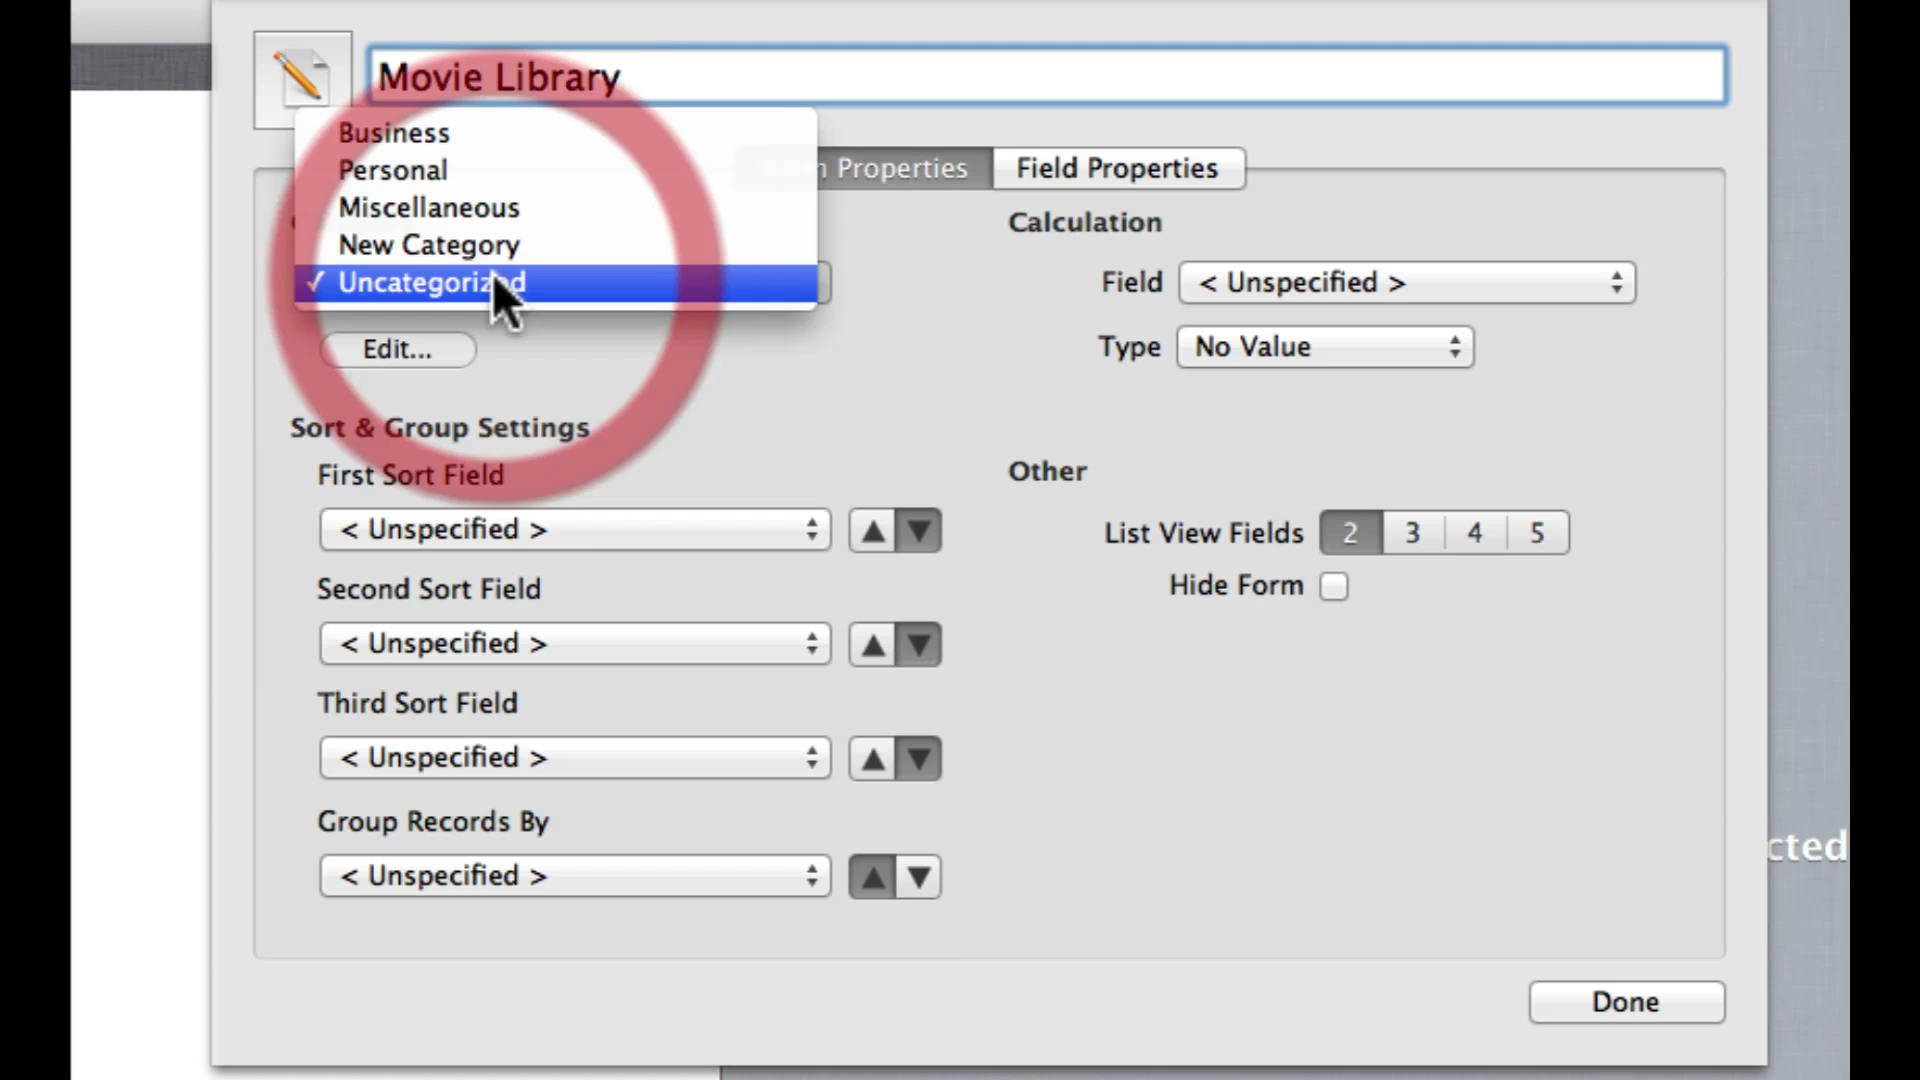 Movie Library
Business
Personal
Miscellaneous
New Category
✓ Uncategorized
Properties
Field Properties
Edit...
Calculation
Field < Unspecified >
Type No Value
Sort & Group Settings
First Sort Field
< Unspecified >
Second Sort Field
< Unspecified >
Third Sort Field
< Unspecified >
Group Records By
< Unspecified >
Other
List View Fields 2 3 4 5
Hide Form
cted
Done